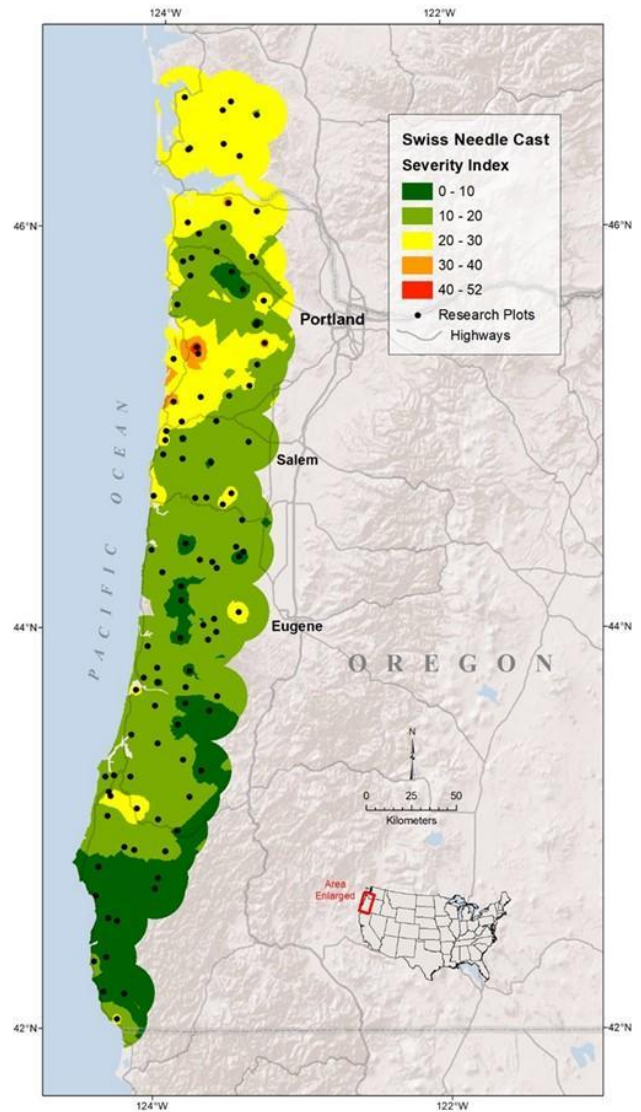 124°W
122°W
Swiss Needle Cast
Severity Index
0 - 10
10 - 20
20 - 30
30 - 40
40 - 52
Research Plots
Highways
46°N
46°N
Portland
PACIFIC OCEAN
Salem
44°N
44°N
Eugene
OREGON
N
0 25 50
Kilometers
Area
Enlarged
42°N
42°N
124°W
122°W